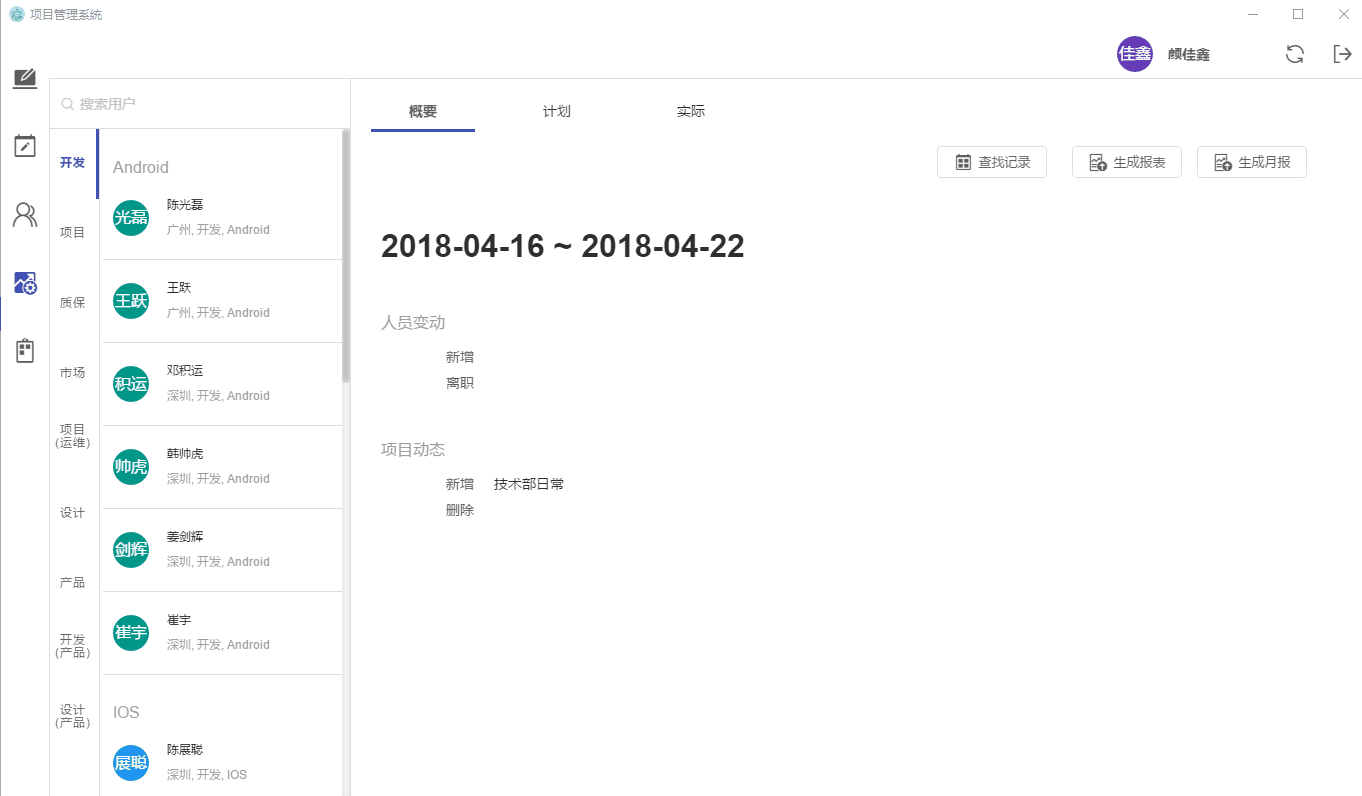 项目管理系统
佳鑫 颜佳鑫
搜索用户
开发
项目
质保
市场
项目
(运维)
设计
产品
开发
(产品)
设计
(产品)
Android
光磊
陈光磊
广州, 开发, Android
王跃
王跃
广州, 开发, Android
积运
邓积运
深圳, 开发, Android
帅虎
韩帅虎
深圳, 开发, Android
剑辉
姜剑辉
深圳, 开发, Android
崔宇
崔宇
深圳, 开发, Android
IOS
展聪
陈展聪
深圳, 开发, IOS
概要 计划 实际
查找记录 生成报表 生成月报
2018-04-16 ~ 2018-04-22
人员变动
新增
离职
项目动态
新增 技术部日常
删除